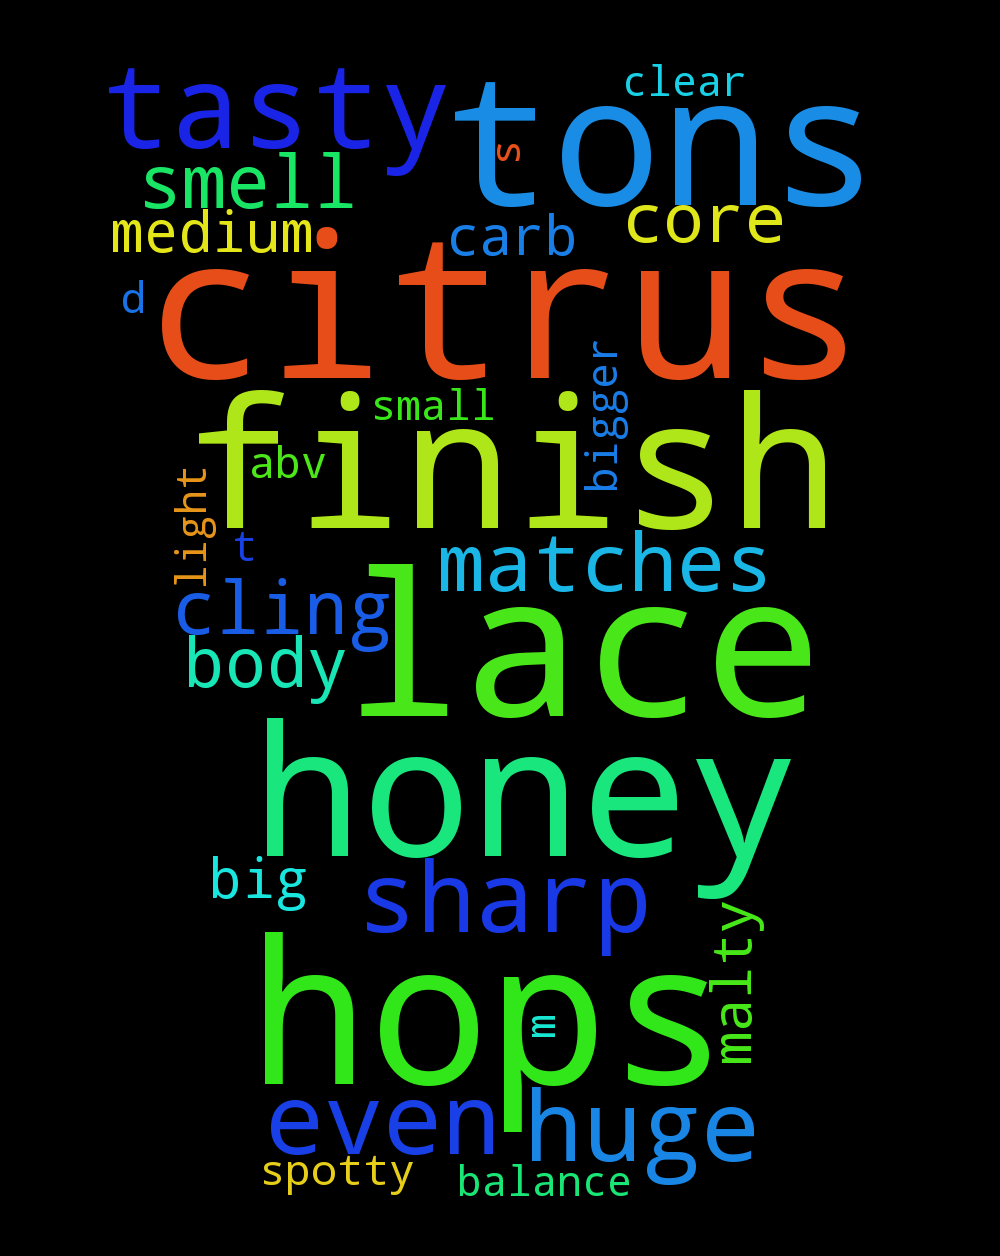 tasty
tons
clear
s
smell
medium
carb
core
d
citrus
bigger
small
finish
abv
light
t
matches
cling
lace
body
honey
big
sharp
malty
hops
m
even
huge
spotty
balance